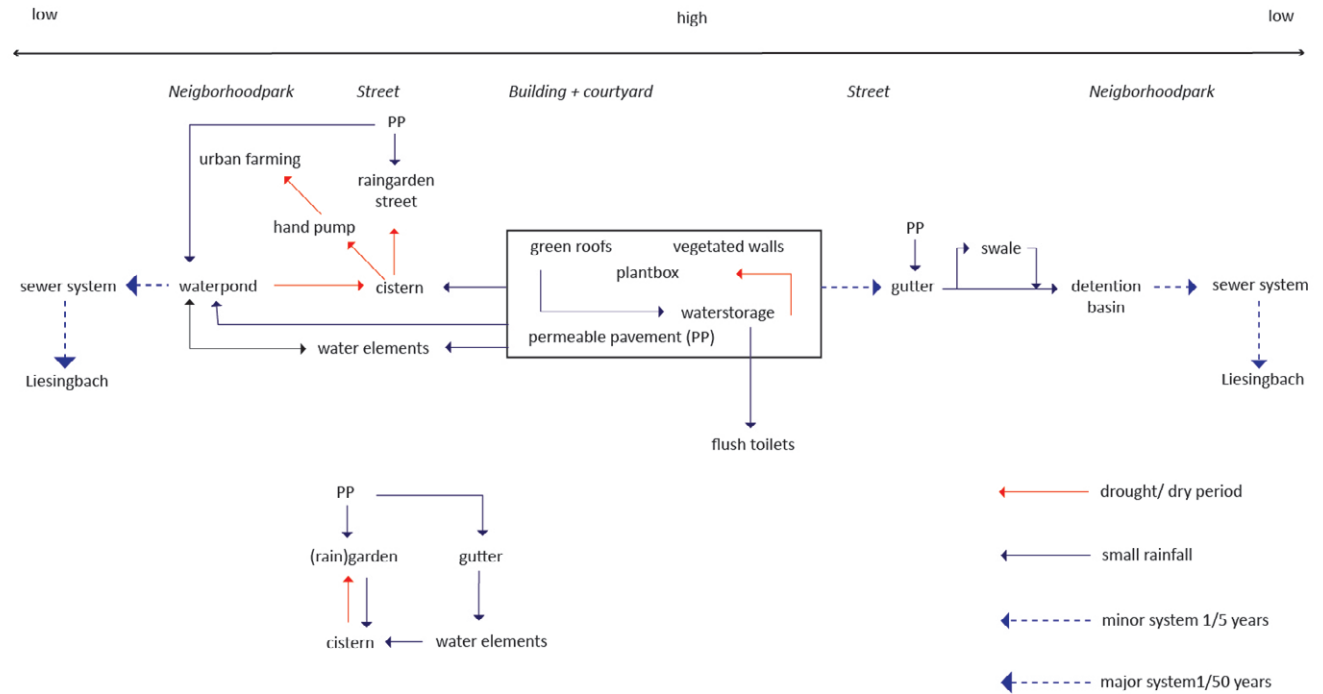 low
high
low
Neigborhoodpark
Street
Building + courtyard
Street
Neigborhoodpark
PP
urban farming
raingarden
street
hand pump
PP
green roofs
vegetated walls
swale
plantbox
sewer system
waterpond
cistern
gutter
detention
basin
sewer system
waterstorage
permeable pavement (PP)
water elements
Liesingbach
Liesingbach
flush toilets
PP
drought/ dry period
(rain)garden
gutter
small rainfall
minor system 1/5 years
cistern
water elements
major system1/50 years